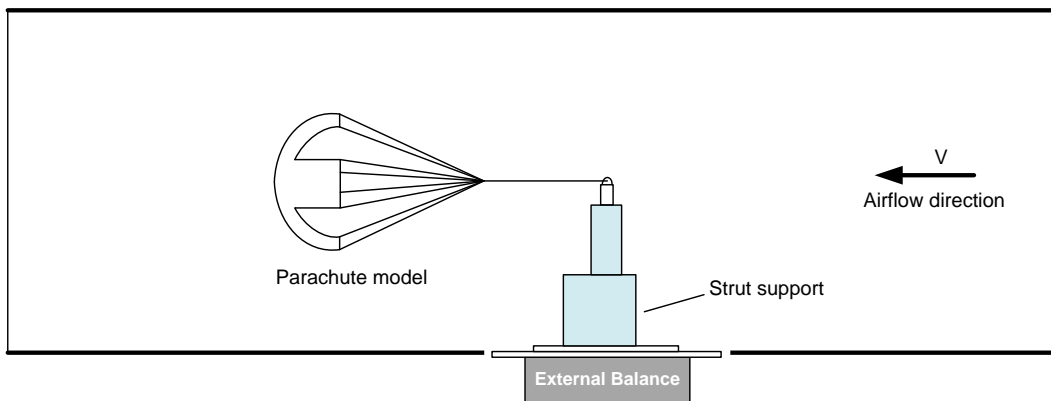 V
Airflow direction
Parachute model
Strut support
External Balance